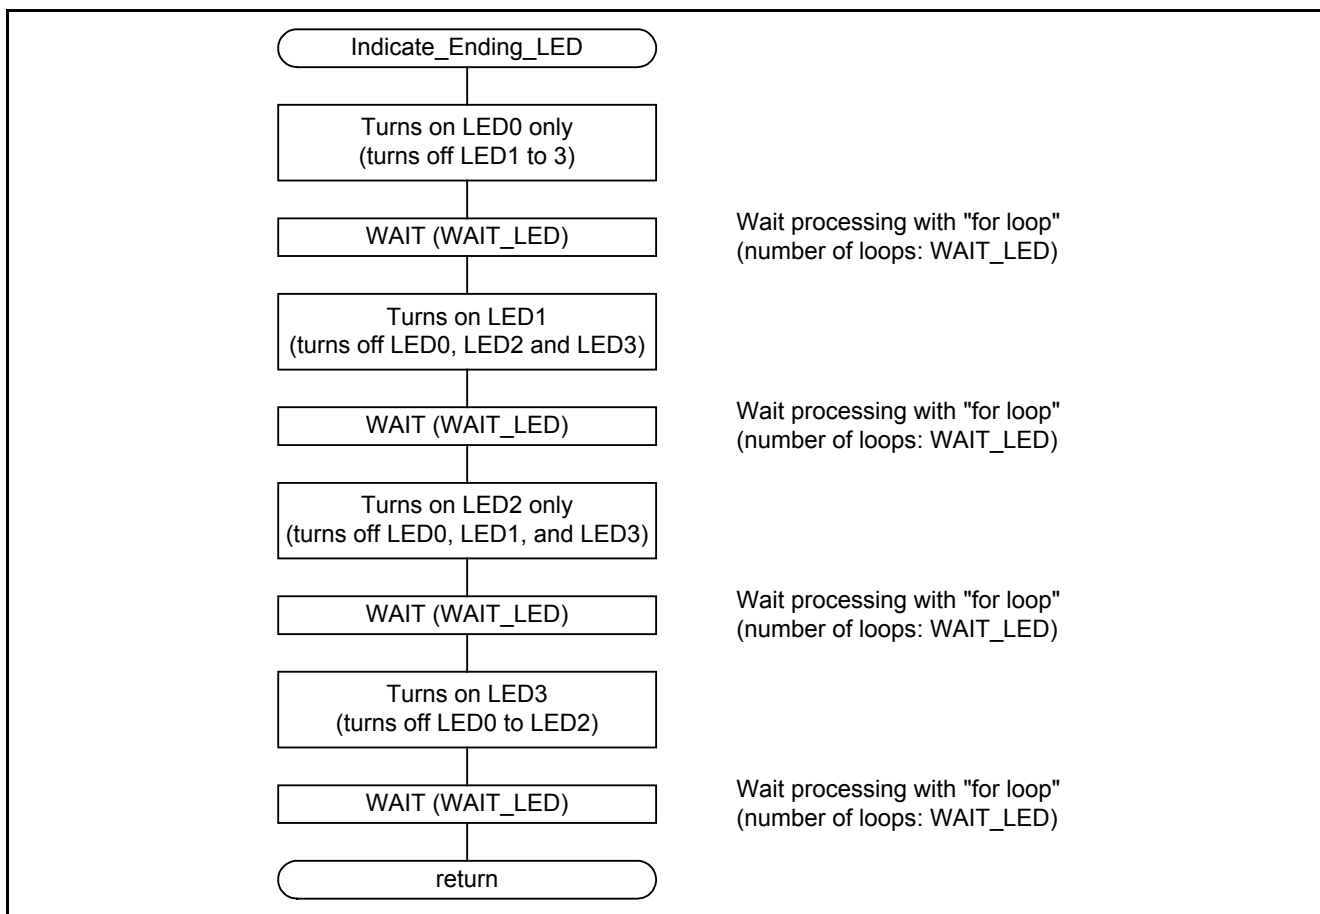 Indicate_Ending_LED
Turns on LED0 only
(turns off LED1 to 3)
WAIT (WAIT_LED)
Wait processing with "for loop"
(number of loops: WAIT_LED)
Turns on LED1
(turns off LED0, LED2 and LED3)
WAIT (WAIT_LED)
Wait processing with "for loop"
(number of loops: WAIT_LED)
Turns on LED2 only
(turns off LED0, LED1, and LED3)
WAIT (WAIT_LED)
Wait processing with "for loop"
(number of loops: WAIT_LED)
Turns on LED3
(turns off LED0 to LED2)
WAIT (WAIT_LED)
Wait processing with "for loop"
(number of loops: WAIT_LED)
return